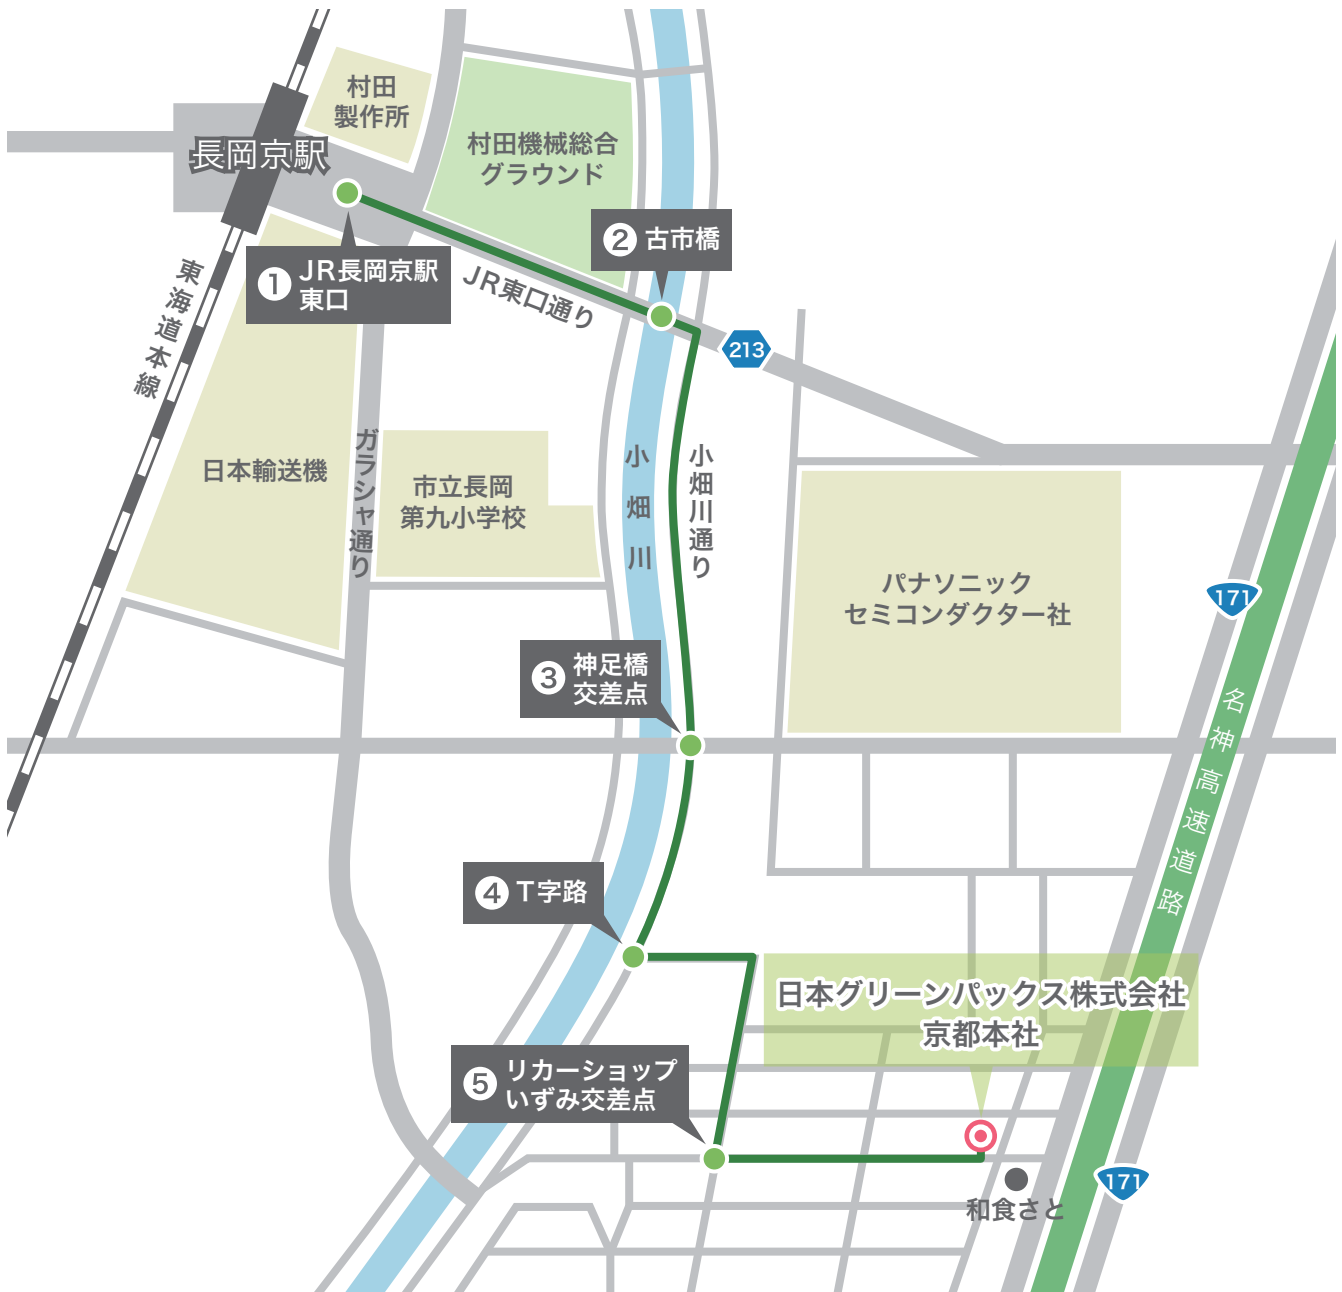 村田
製作所
長岡京駅
村田機械総合
グラウンド
② 古市橋
① JR長岡京駅
東口
JR東口通り
東海道本線
213
日本輸送機
ガラシャ通り
市立長岡
第九小学校
小畑川
小畑川通り
パナソニック
セミコンダクター社
171
③ 神足橋
交差点
名神高速道路
④ T字路
日本グリーンパックス株式会社
京都本社
⑤ リカーショップ
いずみ交差点
171
和食さと